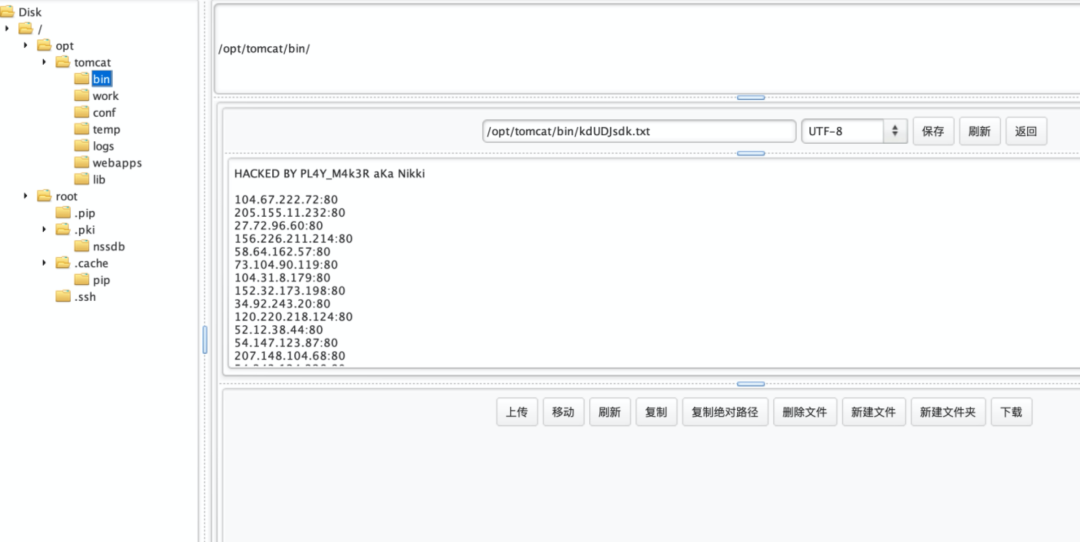 Disk
/
opt
tomcat
bin
work
conf
temp
logs
webapps
lib
root
.pip
.pki
nssdb
.cache
pip
.ssh
/opt/tomcat/bin/
/opt/tomcat/bin/kdUDJsdk.txt UTF-8 保存 刷新 返回
HACKED BY PL4Y_M4k3R aKa Nikki
104.67.222.72:80
205.155.11.232:80
27.72.96.60:80
156.226.211.214:80
58.64.162.57:80
73.104.90.119:80
104.31.8.179:80
152.32.173.198:80
34.92.243.20:80
120.220.218.124:80
52.12.38.44:80
54.147.123.87:80
207.148.104.68:80
上传 移动 刷新 复制 复制绝对路径 删除文件 新建文件 新建文件夹 下载